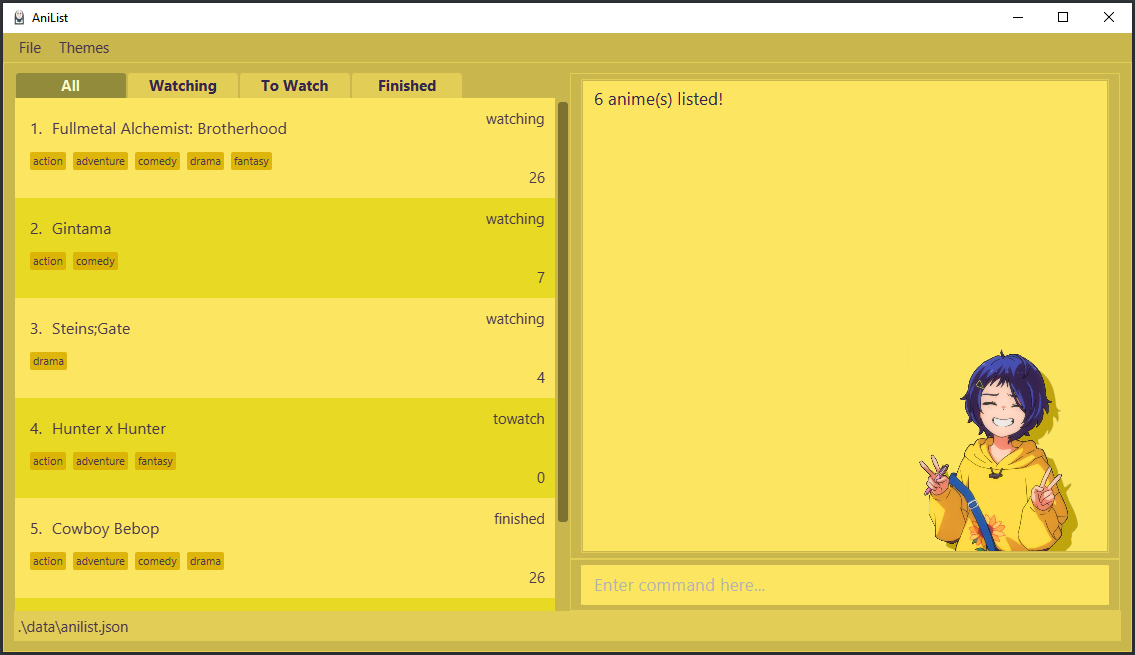 AniList
File Themes
All Watching To Watch Finished
1. Fullmetal Alchemist: Brotherhood
watching
action adventure comedy drama fantasy
26
2. Gintama
watching
action comedy
7
3. Steins;Gate
watching
drama
4
4. Hunter x Hunter
towatch
action adventure fantasy
0
5. Cowboy Bebop
finished
action adventure comedy drama
26
6 anime(s) listed!
Enter command here...
.\data\anilist.json